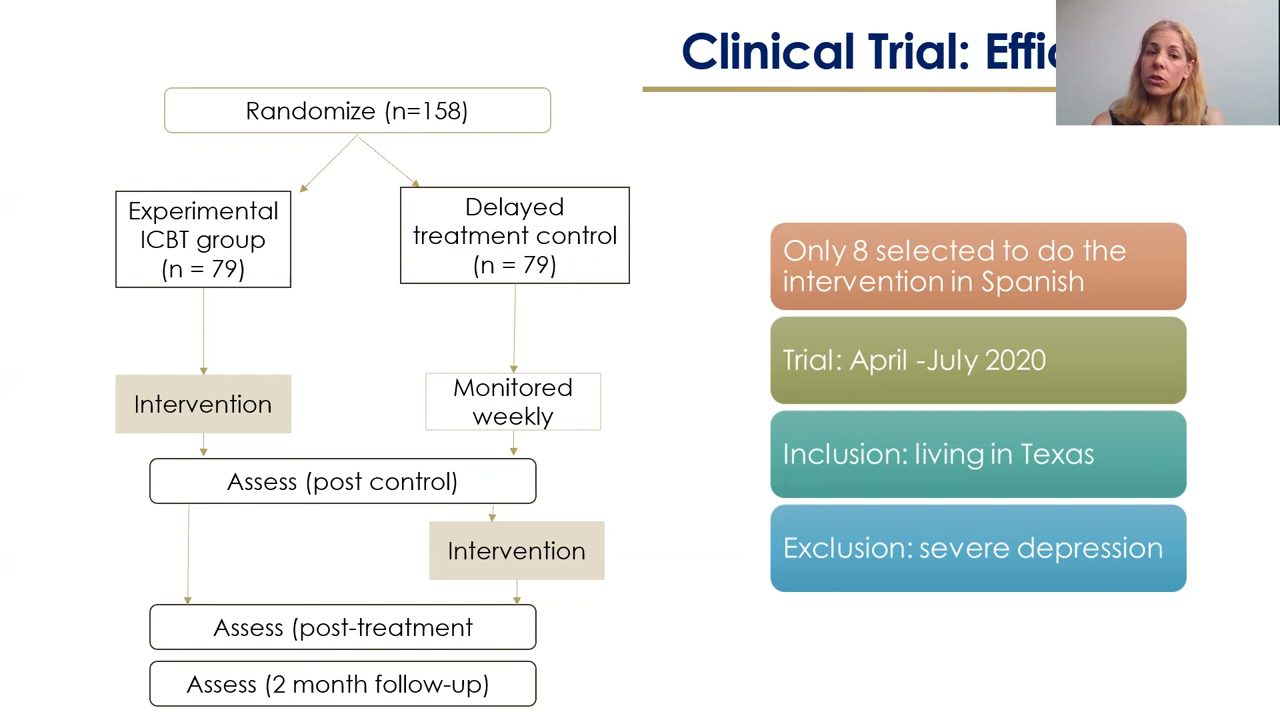 Clinical Trial:
Randomize (n=158)
Experimental
ICBT group
(n = 79)
Delayed
treatment control
(n = 79)
Intervention
Monitored
weekly
Assess (post control)
Intervention
Assess (post-treatment
Assess (2 month follow-up)
Only 8 selected to do the
intervention in Spanish
Trial: April -July 2020
Inclusion: living in Texas
Exclusion: severe depression